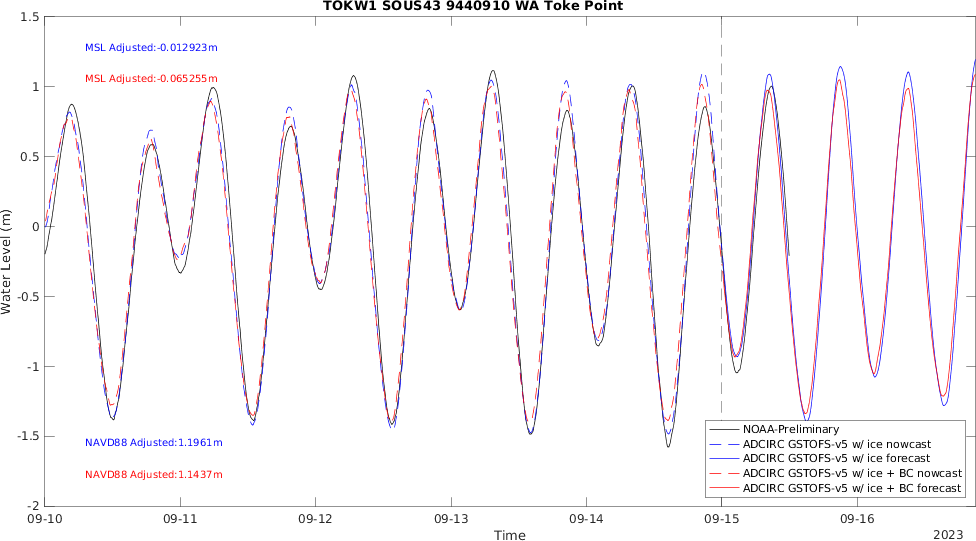 TOKW1 SOUS43 9440910 WA Toke Point
1.5
1
0.5
0
-0.5
-1
-1.5
-2
Water Level (m)
MSL Adjusted:-0.012923m
MSL Adjusted:-0.065255m
NAVD88 Adjusted:1.1961m
NAVD88 Adjusted:1.1437m
NOAA-Preliminary
ADCIRC GSTOFS-v5 w/ ice nowcast
ADCIRC GSTOFS-v5 w/ ice forecast
ADCIRC GSTOFS-v5 w/ ice + BC nowcast
ADCIRC GSTOFS-v5 w/ ice + BC forecast
09-10 09-11 09-12 09-13 09-14 09-15 09-16
Time
2023